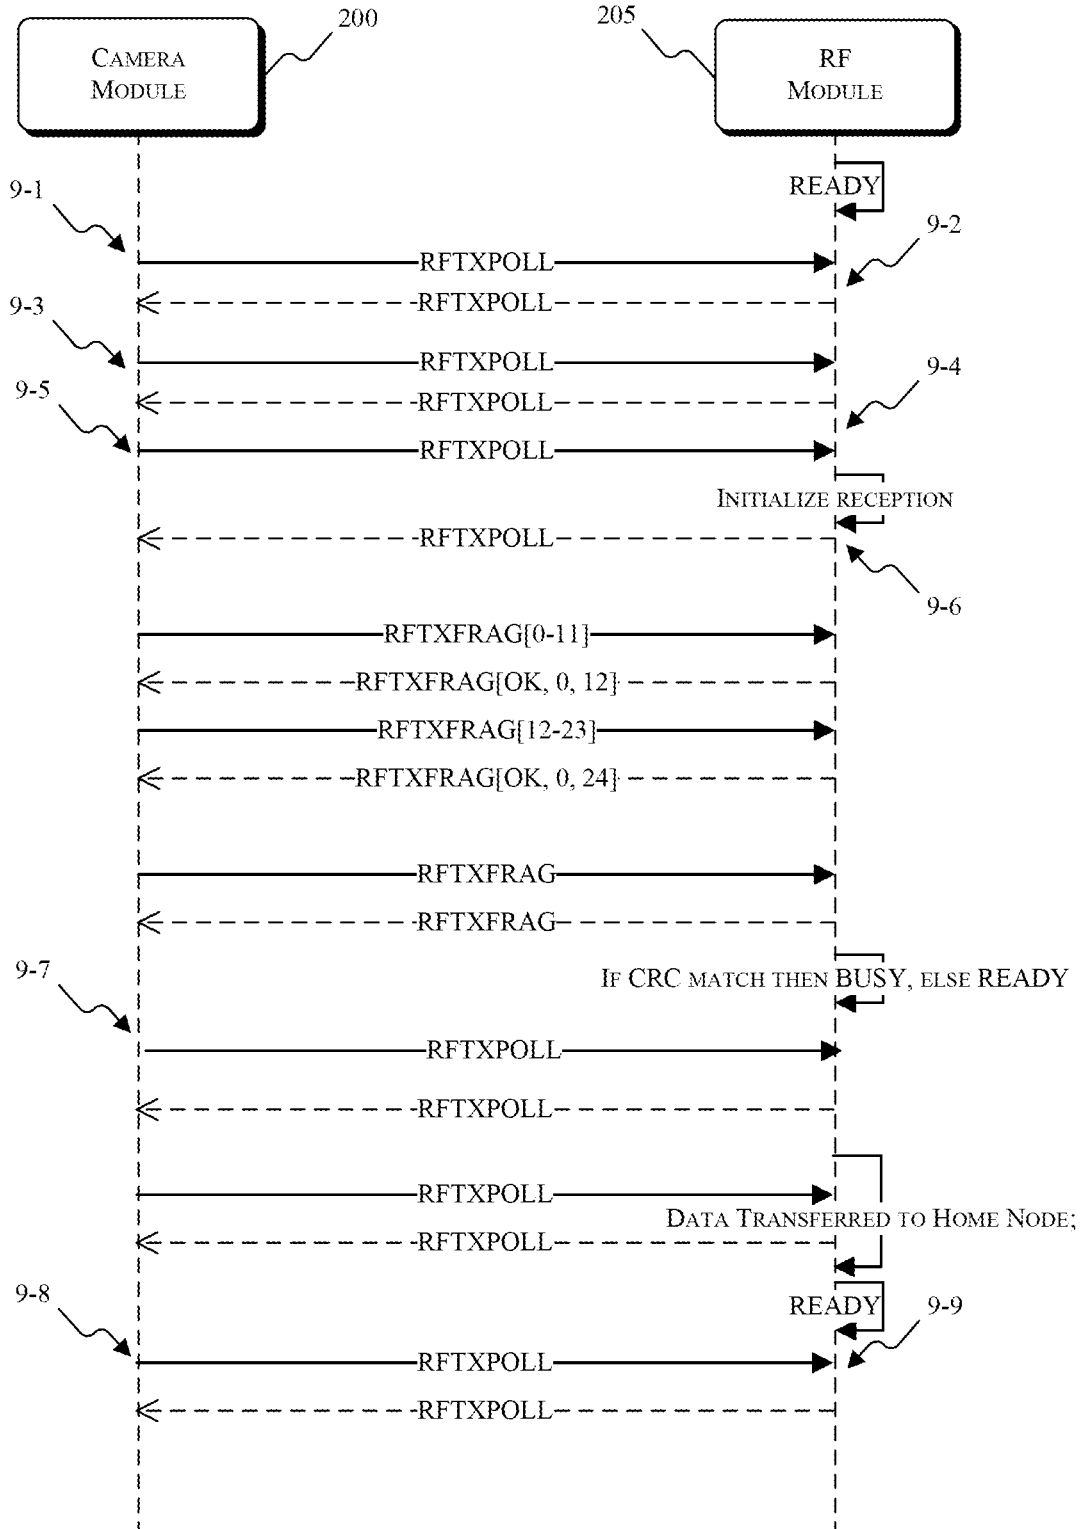 200
205
CAMERA
MODULE
RF
MODULE
READY
9-1
9-2
RFTXPOLL
RFTXPOLL
9-3
RFTXPOLL
9-4
9-5
RFTXPOLL
RFTXPOLL
INITIALIZE RECEPTION
RFTXPOLL
9-6
RFTXFRAG[0-11]
RFTXFRAG[OK, 0, 12]
RFTXFRAG[12-23]
RFTXFRAG[OK, 0, 24]
RFTXFRAG
RFTXFRAG
9-7
IF CRC MATCH THEN BUSY, ELSE READY
RFTXPOLL
RFTXPOLL
RFTXPOLL
DATA TRANSFERRED TO HOME NODE;
RFTXPOLL
9-8
READY
9-9
RFTXPOLL
RFTXPOLL